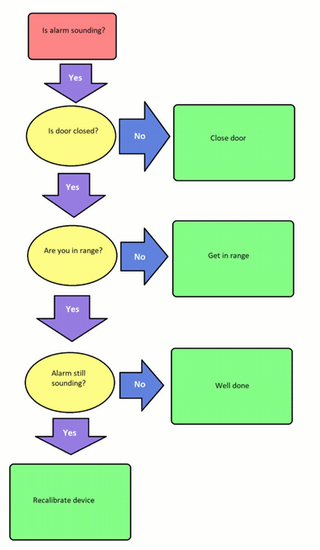 Is alarm sounding?
Yes
Is door closed?
No
Close door
Yes
Are you in range?
No
Get in range
Yes
Alarm still
sounding?
No
Well done
Yes
Recalibrate device